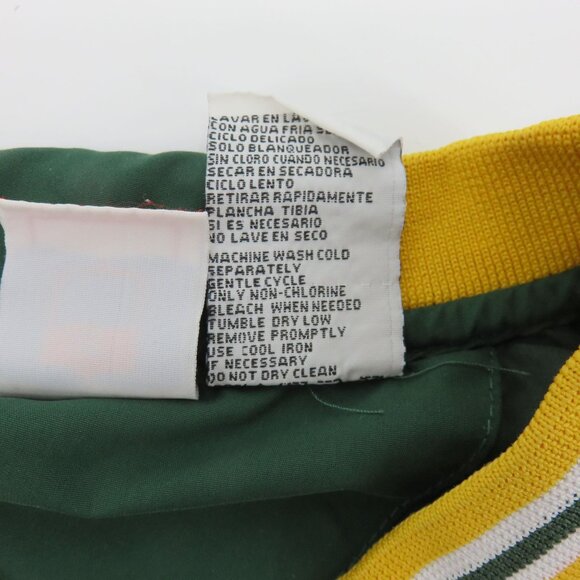 LAVAR EN
CON AGUA FRIA
CICLO DELICADO
SOLO BLANQUEADOR
SIN CLORO CUANDO NECESARIO
SECAR EN SECADORA
CICLO LENTO
RETIRAR RAPIDAMENTE
PLANCHA TIBIA
SI ES NECESARIO
NO LAVE EN SECO
MACHINE WASH COLD
SEPARATELY
GENTLE CYCLE
ONLY NON-CHLORINE
BLEACH WHEN NEEDED
TUMBLE DRY LOW
REMOVE PROMPTLY
USE COOL IRON
IF NECESSARY
DO NOT DRY CLEAN